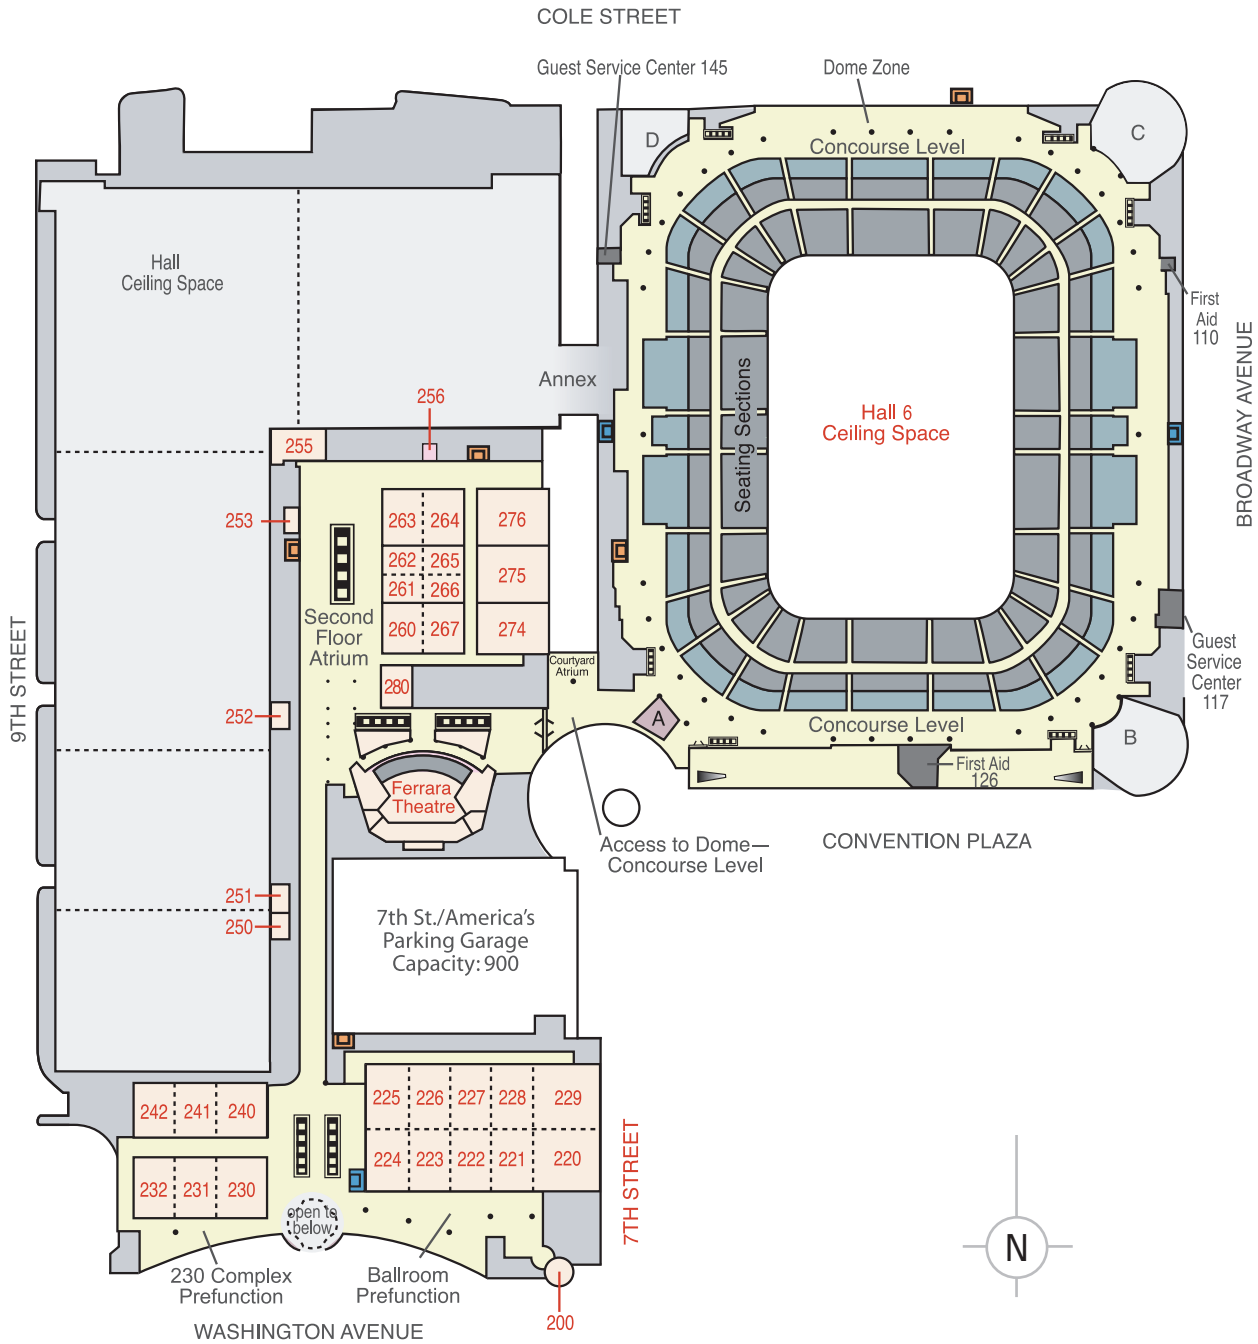 COLE STREET
Guest Service Center 145
Dome Zone
D
C
Concourse Level
Hall
Ceiling Space
First
Aid
110
BROADWAY AVENUE
Annex
256
Seating Sections
Hall 6
Ceiling Space
255
253
263
264
276
262
265
275
261
266
Second
Floor
Atrium
260
267
274
9TH STREET
Guest
Service
Center
117
Courtyard
Atrium
280
252
A
Concourse Level
B
First Aid
126
Ferrara
Theatre
Access to Dome—
Concourse Level
CONVENTION PLAZA
251
250
7th St./America's
Parking Garage
Capacity: 900
225
226
227
228
229
242
241
240
224
223
222
221
220
232
231
230
7TH STREET
open to
below
N
230 Complex
Prefunction
Ballroom
Prefunction
200
WASHINGTON AVENUE